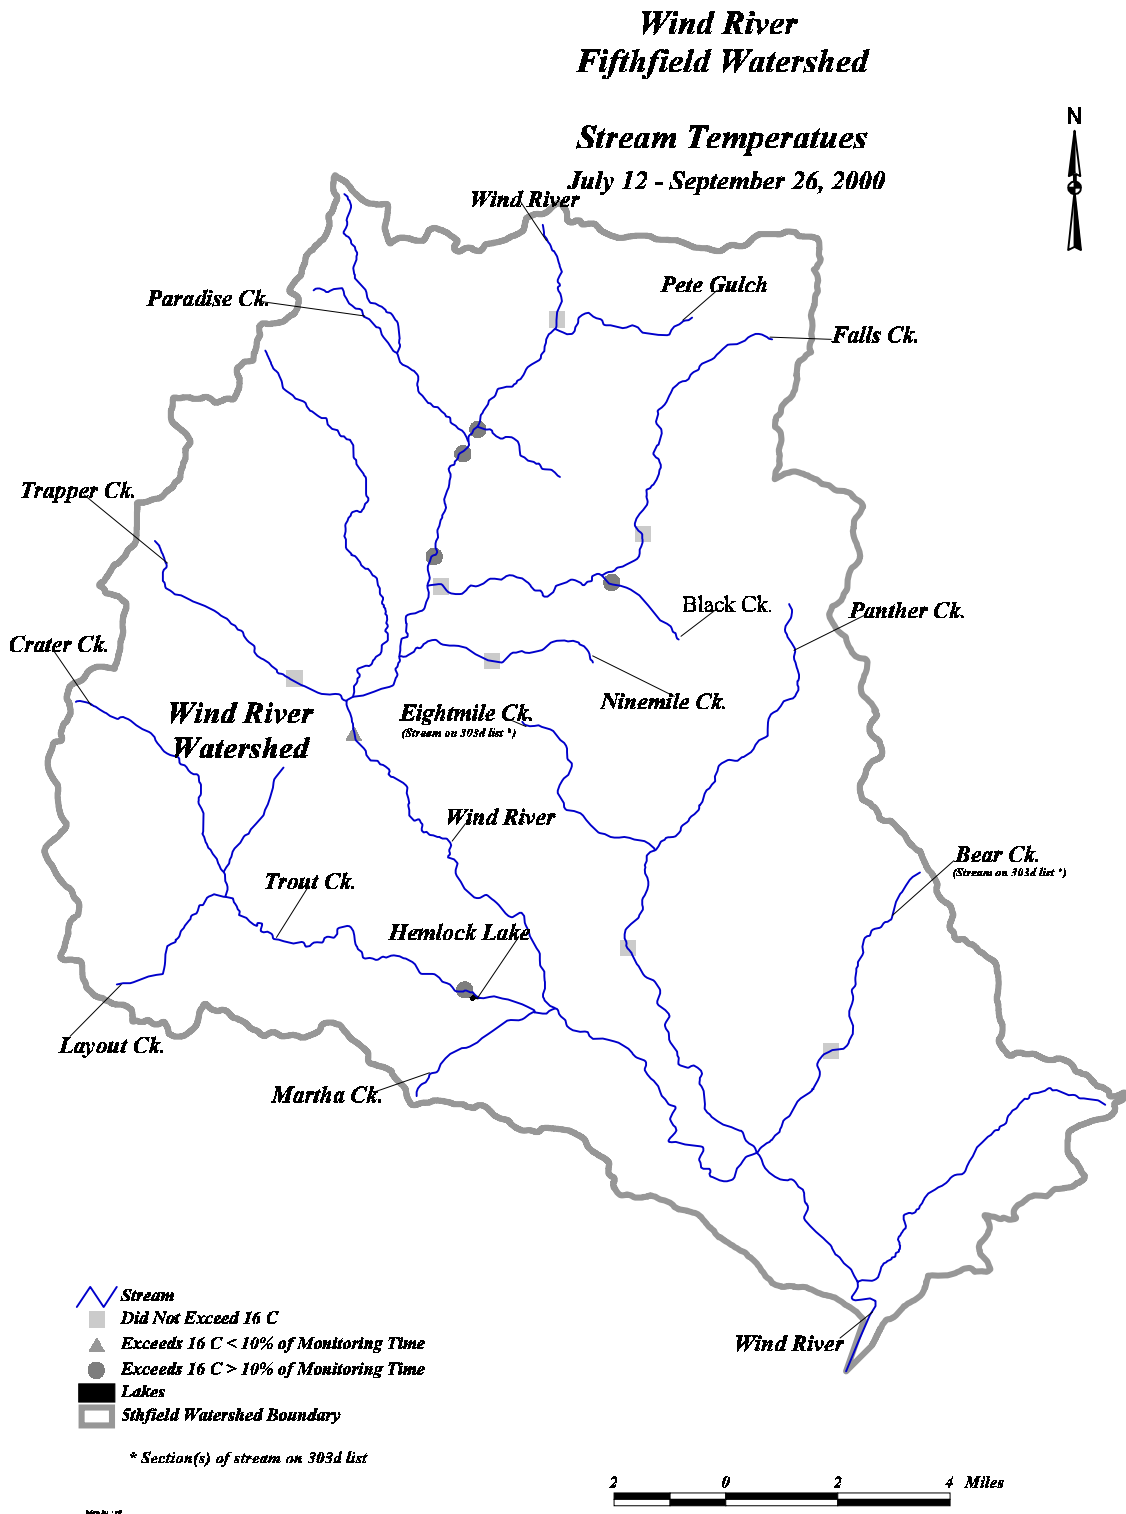 Wind River
Fifthfield Watershed
Stream Temperatues
July 12 - September 26, 2000
N
Wind River
Pete Gulch
Paradise Ck.
Falls Ck.
Trapper Ck.
Black Ck.
Panther Ck.
Crater Ck.
Ninemile Ck.
Wind River
Watershed
Eightmile Ck.
(Stream on 303d list *)
Wind River
Bear Ck.
(Stream on 303d list *)
Trout Ck.
Hemlock Lake
Layout Ck.
Martha Ck.
Wind River
Stream
Did Not Exceed 16 C
Exceeds 16 C < 10% of Monitoring Time
Exceeds 16 C > 10% of Monitoring Time
Lakes
5thfield Watershed Boundary
* Section(s) of stream on 303d list
2 0 2 4 Miles